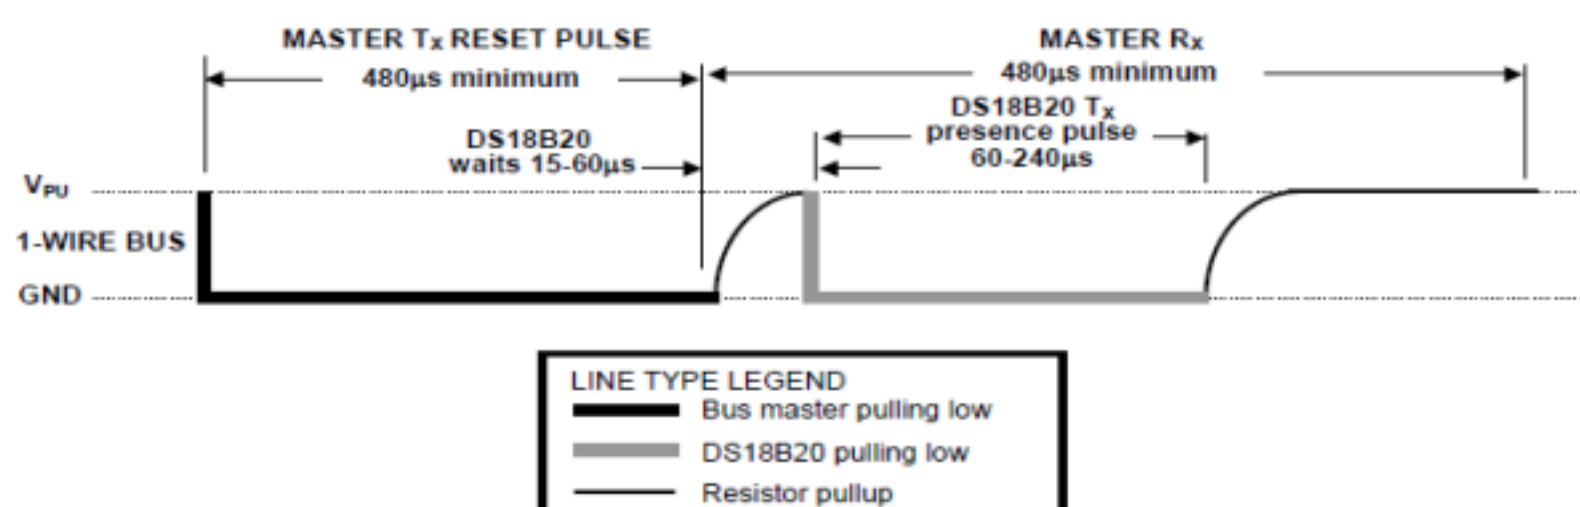 MASTER Tx RESET PULSE
480µs minimum
MASTER Rx
480µs minimum
DS18B20 Tx
presence pulse
60-240µs
DS18B20
waits 15-60µs
VPU
1-WIRE BUS
GND
LINE TYPE LEGEND
Bus master pulling low
DS18B20 pulling low
Resistor pullup